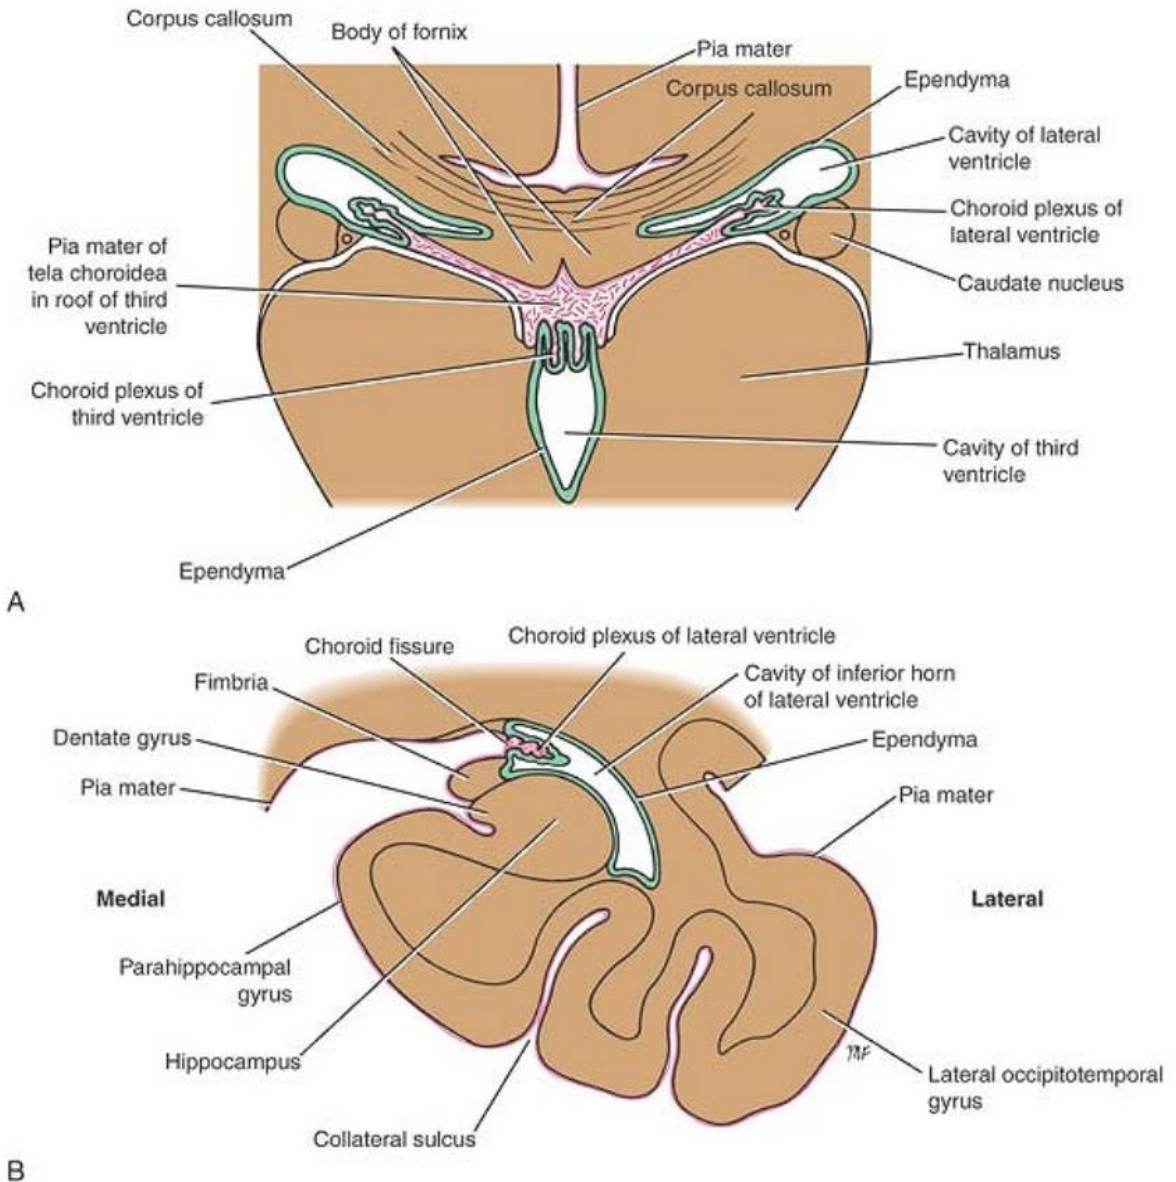 Corpus callosum
Body of fornix
Pia mater
Corpus callosum
Ependyma
Cavity of lateral
ventricle
Choroid plexus of
lateral ventricle
Pia mater of
tela choroidea
in roof of third
ventricle
Caudate nucleus
Thalamus
Choroid plexus of
third ventricle
Cavity of third
ventricle
Ependyma
A
Choroid fissure
Choroid plexus of lateral ventricle
Fimbria
Cavity of inferior horn
of lateral ventricle
Dentate gyrus
Ependyma
Pia mater
Pia mater
Medial
Lateral
Parahippocampal
gyrus
Hippocampus
Lateral occipitotemporal
gyrus
Collateral sulcus
B